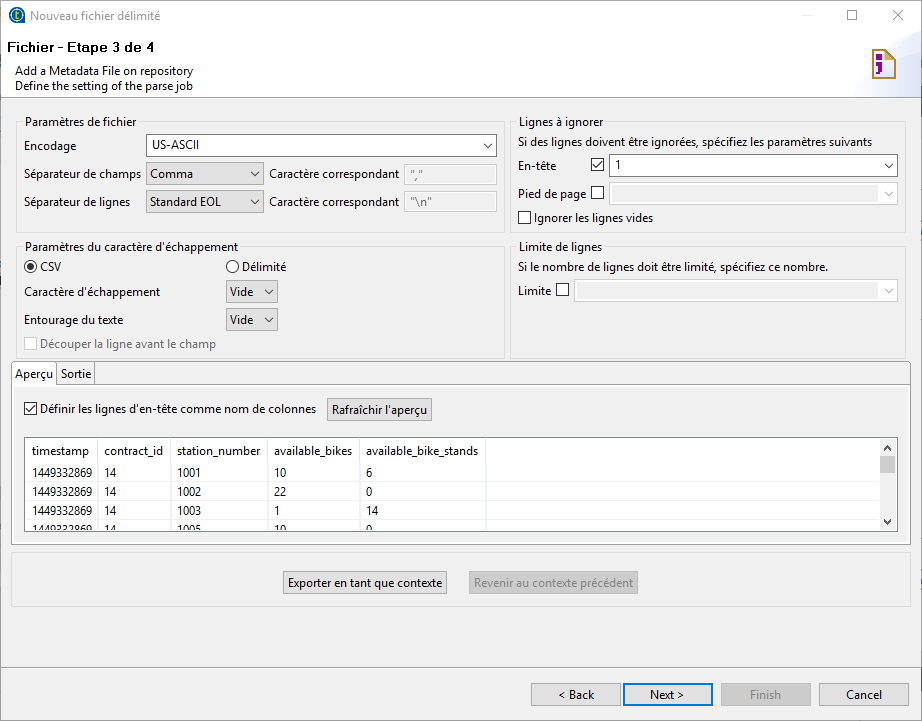 Nouveau fichier délimité
Fichier - Etape 3 de 4
Add a Metadata File on repository
Define the setting of the parse job
Paramètres de fichier
Encodage US-ASCII
Séparateur de champs Comma Caractère correspondant ","
Séparateur de lignes Standard EOL Caractère correspondant "\n"
Lignes à ignorer
Si des lignes doivent être ignorées, spécifiez les paramètres suivants
En-tête 1
Pied de page
Ignorer les lignes vides
Paramètres du caractère d'échappement
CSV Délimité
Caractère d'échappement Vide
Entourage du texte Vide
Découper la ligne avant le champ
Limite de lignes
Si le nombre de lignes doit être limité, spécifiez ce nombre.
Limite
Aperçu Sortie
Définir les lignes d'en-tête comme nom de colonnes Rafraîchir l'aperçu
timestamp contract_id station_number available_bikes available_bike_stands
1449332869 14 1001 10 6
1449332869 14 1002 22 0
1449332869 14 1003 1 14
1449332869 14 1005 10 0
Exporter en tant que contexte Revenir au contexte précédent
< Back Next > Finish Cancel